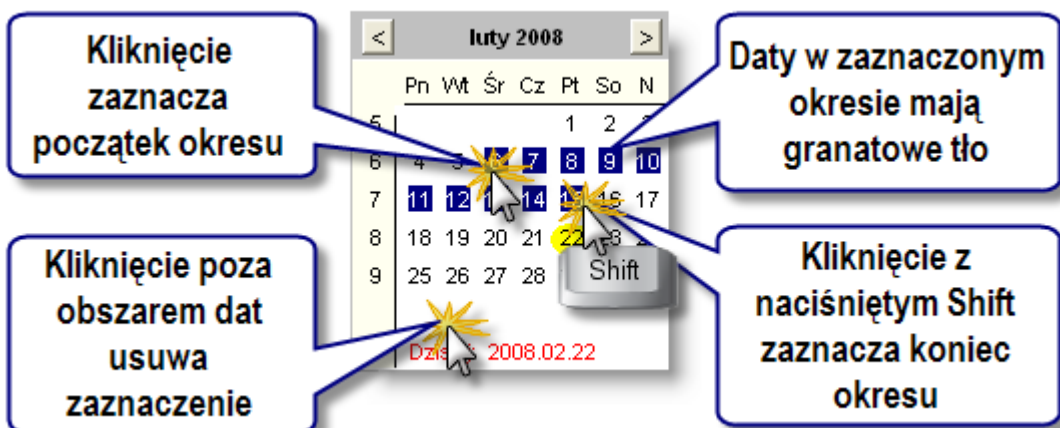 Kliknięcie
zaznacza
początek okresu
< luty 2008 >
Pn Wt Śr Cz Pt So N
5 1 2
6 4 6 7 8 9 10
7 11 12 14 15 16 17
8 18 19 20 21 22
9 25 26 27 28
Shift
2008.02.22
Daty w zaznaczonym
okresie mają
granatowe tło
Kliknięcie poza
obszarem dat
usuwa
zaznaczenie
Kliknięcie z
naciśniętym Shift
zaznacza koniec
okresu